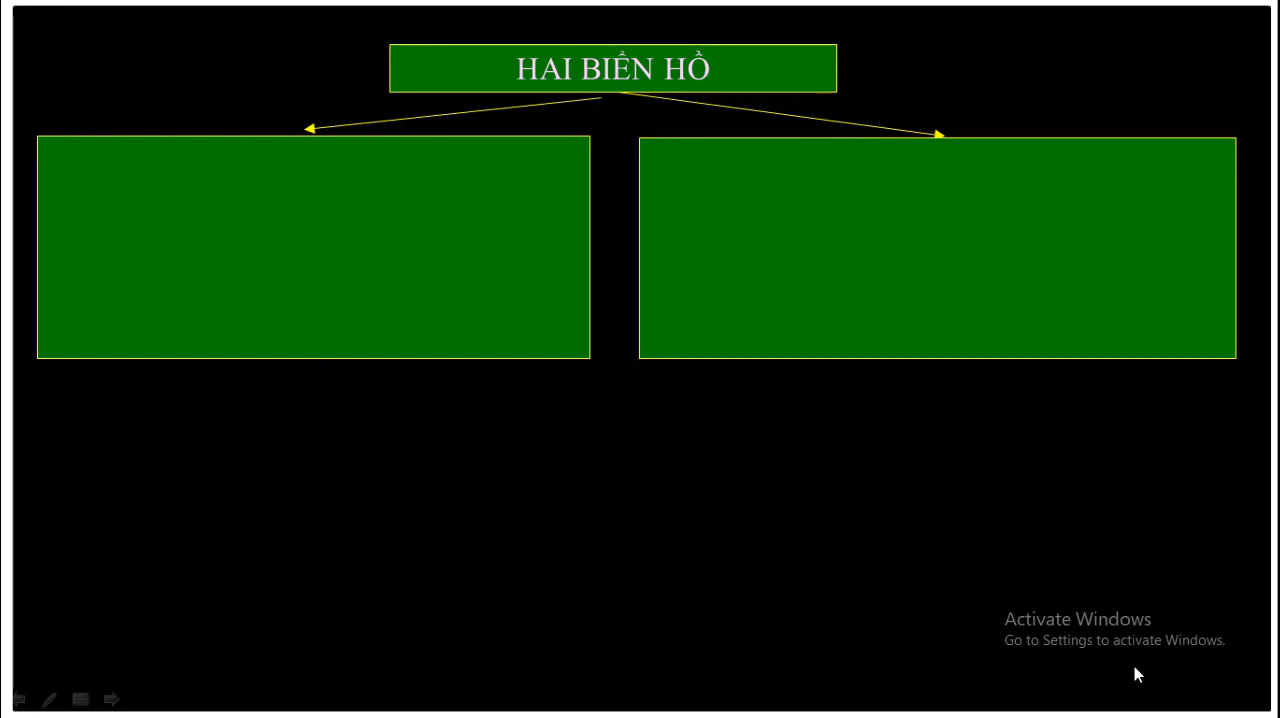 HAI BIỂN HỒ
Activate Windows
Go to Settings to activate Windows.